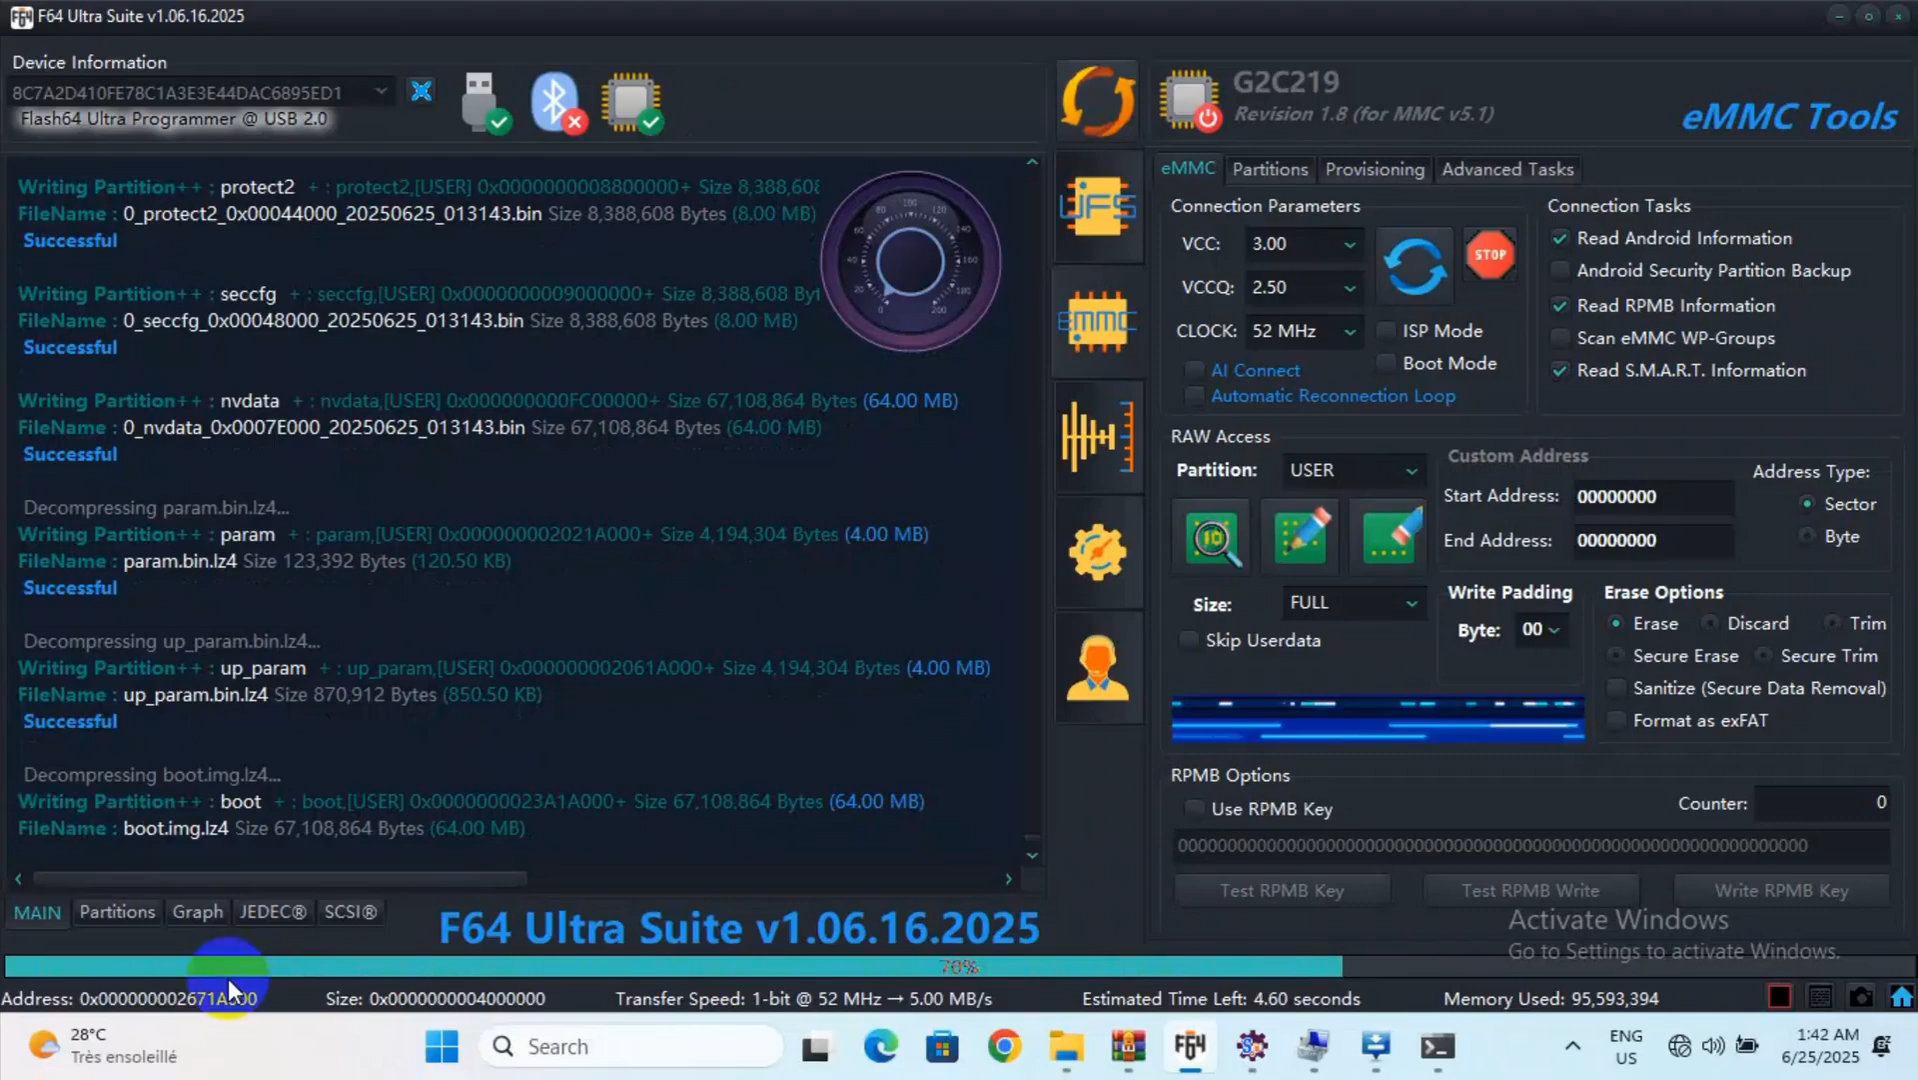 F64 Ultra Suite v1.06.16.2025
Device Information
8C7A2D410FE78C1A3E3E44DAC6895ED1
Flash64 Ultra Programmer @ USB 2.0
G2C219
Revision 1.8 (for MMC v5.1)
eMMC Tools
Writing Partition++ : protect2 + : protect2,[USER] 0x0000000008800000+ Size 8,388,608
FileName : 0_protect2_0x00044000_20250625_013143.bin Size 8,388,608 Bytes (8.00 MB)
Successful
Writing Partition++ : seccfg + : seccfg,[USER] 0x0000000009000000+ Size 8,388,608 Byt
FileName : 0_seccfg_0x00048000_20250625_013143.bin Size 8,388,608 Bytes (8.00 MB)
Successful
Writing Partition++ : nvdata + : nvdata,[USER] 0x000000000FC00000+ Size 67,108,864 Bytes (64.00 MB)
FileName : 0_nvdata_0x0007E000_20250625_013143.bin Size 67,108,864 Bytes (64.00 MB)
Successful
Decompressing param.bin.lz4...
Writing Partition++ : param + : param,[USER] 0x000000002021A000+ Size 4,194,304 Bytes (4.00 MB)
FileName : param.bin.lz4 Size 123,392 Bytes (120.50 KB)
Successful
Decompressing up_param.bin.lz4...
Writing Partition++ : up_param + : up_param,[USER] 0x000000002061A000+ Size 4,194,304 Bytes (4.00 MB)
FileName : up_param.bin.lz4 Size 870,912 Bytes (850.50 KB)
Successful
Decompressing boot.img.lz4...
Writing Partition++ : boot + : boot,[USER] 0x0000000023A1A000+ Size 67,108,864 Bytes (64.00 MB)
FileName : boot.img.lz4 Size 67,108,864 Bytes (64.00 MB)
0 20 40 60 80 100 120 140 160 180 200
UFS
eMMC
eMMC Partitions Provisioning Advanced Tasks
Connection Parameters
VCC: 3.00
VCCQ: 2.50
CLOCK: 52 MHz
STOP
ISP Mode
Boot Mode
AI Connect
Automatic Reconnection Loop
Connection Tasks
Read Android Information
Android Security Partition Backup
Read RPMB Information
Scan eMMC WP-Groups
Read S.M.A.R.T. Information
RAW Access
Partition: USER
Size: FULL
Skip Userdata
Custom Address
Start Address: 00000000
End Address: 00000000
Address Type:
Sector
Byte
Write Padding
Byte: 00
Erase Options
Erase Discard Trim
Secure Erase Secure Trim
Sanitize (Secure Data Removal)
Format as exFAT
RPMB Options
Use RPMB Key
Counter: 0
Test RPMB Key Test RPMB Write Write RPMB Key
Activate Windows
Go to Settings to activate Windows.
MAIN Partitions Graph JEDEC® SCSI®
F64 Ultra Suite v1.06.16.2025
70%
Address: 0x000000002671A000 Size: 0x0000000004000000 Transfer Speed: 1-bit @ 52 MHz → 5.00 MB/s Estimated Time Left: 4.60 seconds Memory Used: 95,593,394
28°C
Très ensoleillé
Search
F64
ENG
US
1:42 AM
6/25/2025